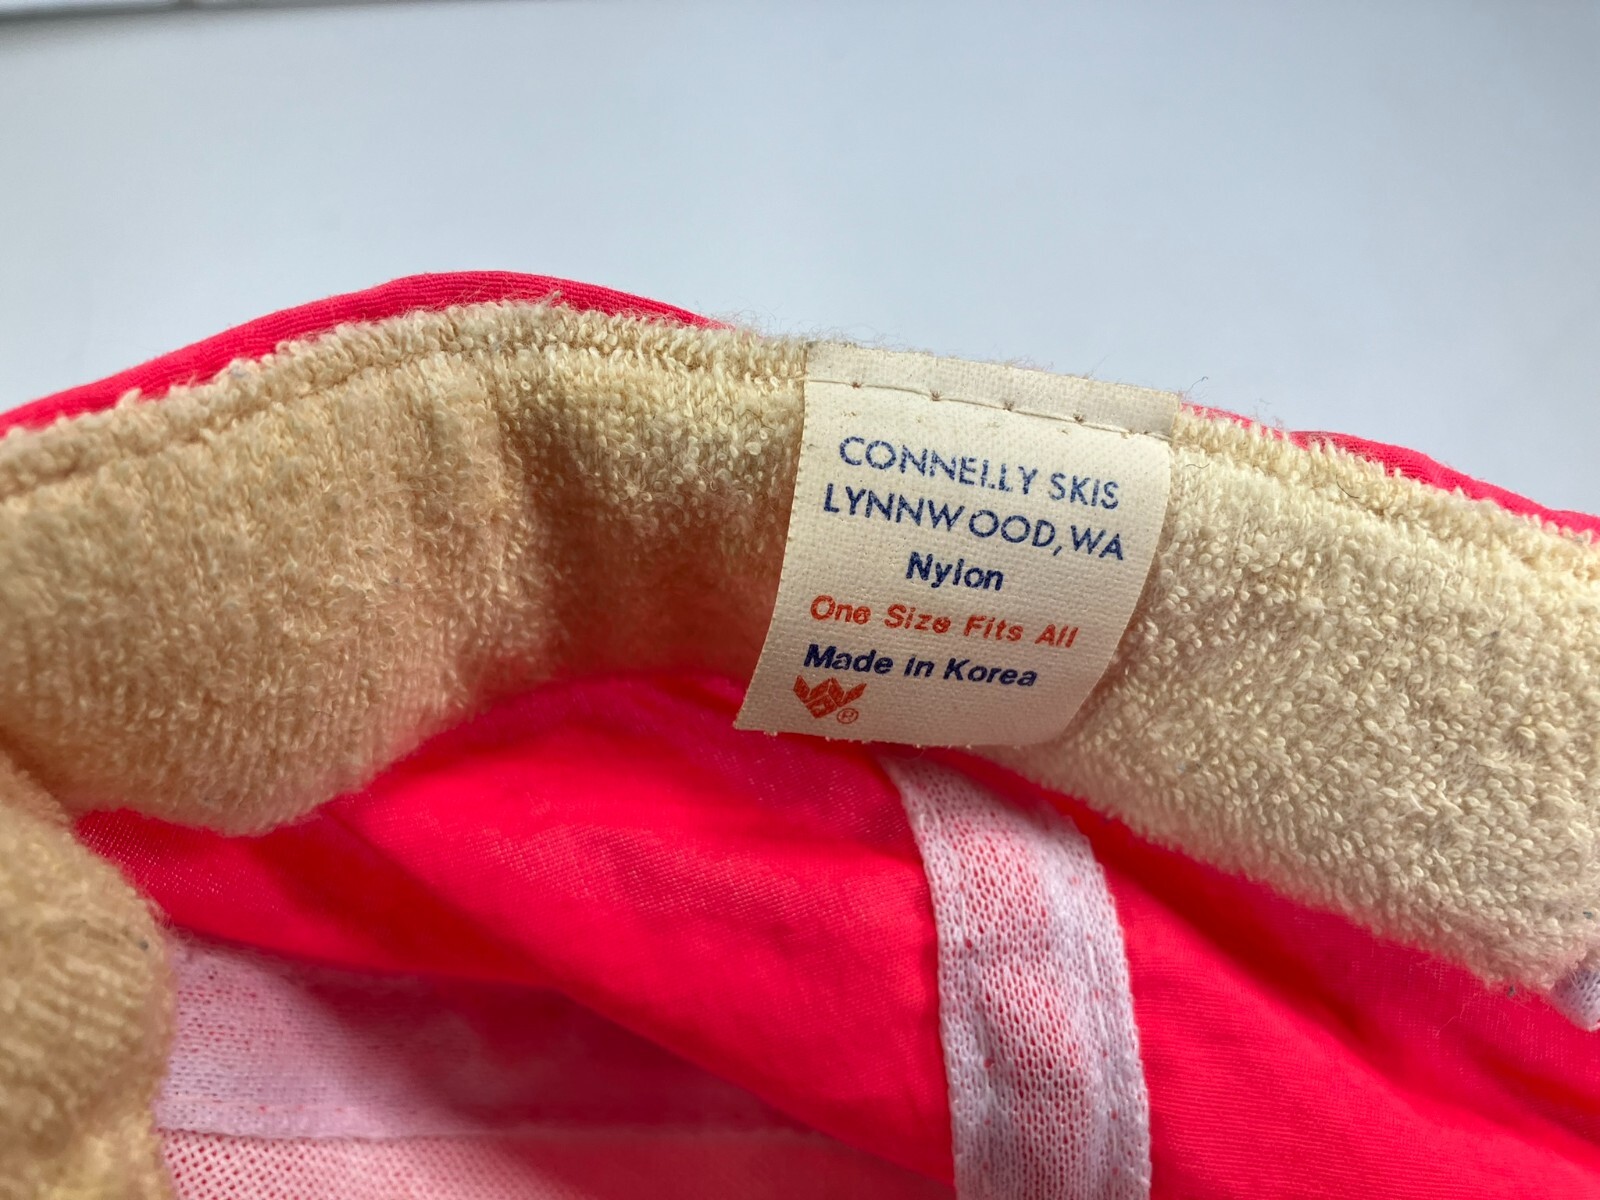 CONNELLY SKIS
LYNNWOOD, WA
Nylon
One Size Fits All
Made in Korea
®